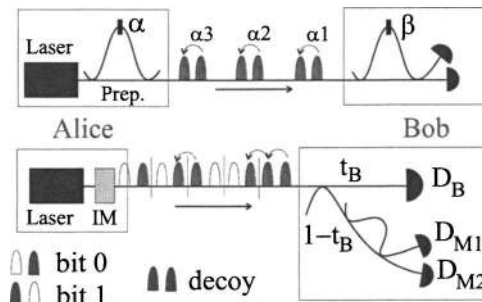 Laser α α3 α2 α1 β
Prep.
Alice Bob
t_B D_B
Laser IM
1−t_B D_M1
bit 0 decoy D_M2
bit 1